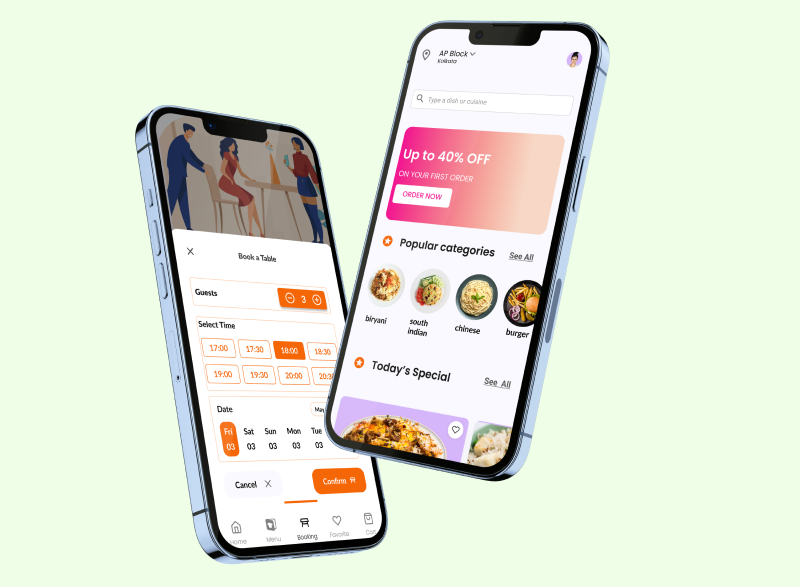 Book a Table
Guests
3
Select Time
17:00 17:30 18:00 18:30
19:00 19:30 20:00 20:30
Date
May
Fri Sat Sun Mon Tue
03 03 03 03 03
Cancel
Confirm
Home Menu Booking Favorite Cart
AP Block
Kolkata
Type a dish or cuisine
Up to 40% OFF
ON YOUR FIRST ORDER
ORDER NOW
Popular categories See All
biryani south indian chinese burger
Today's Special See All